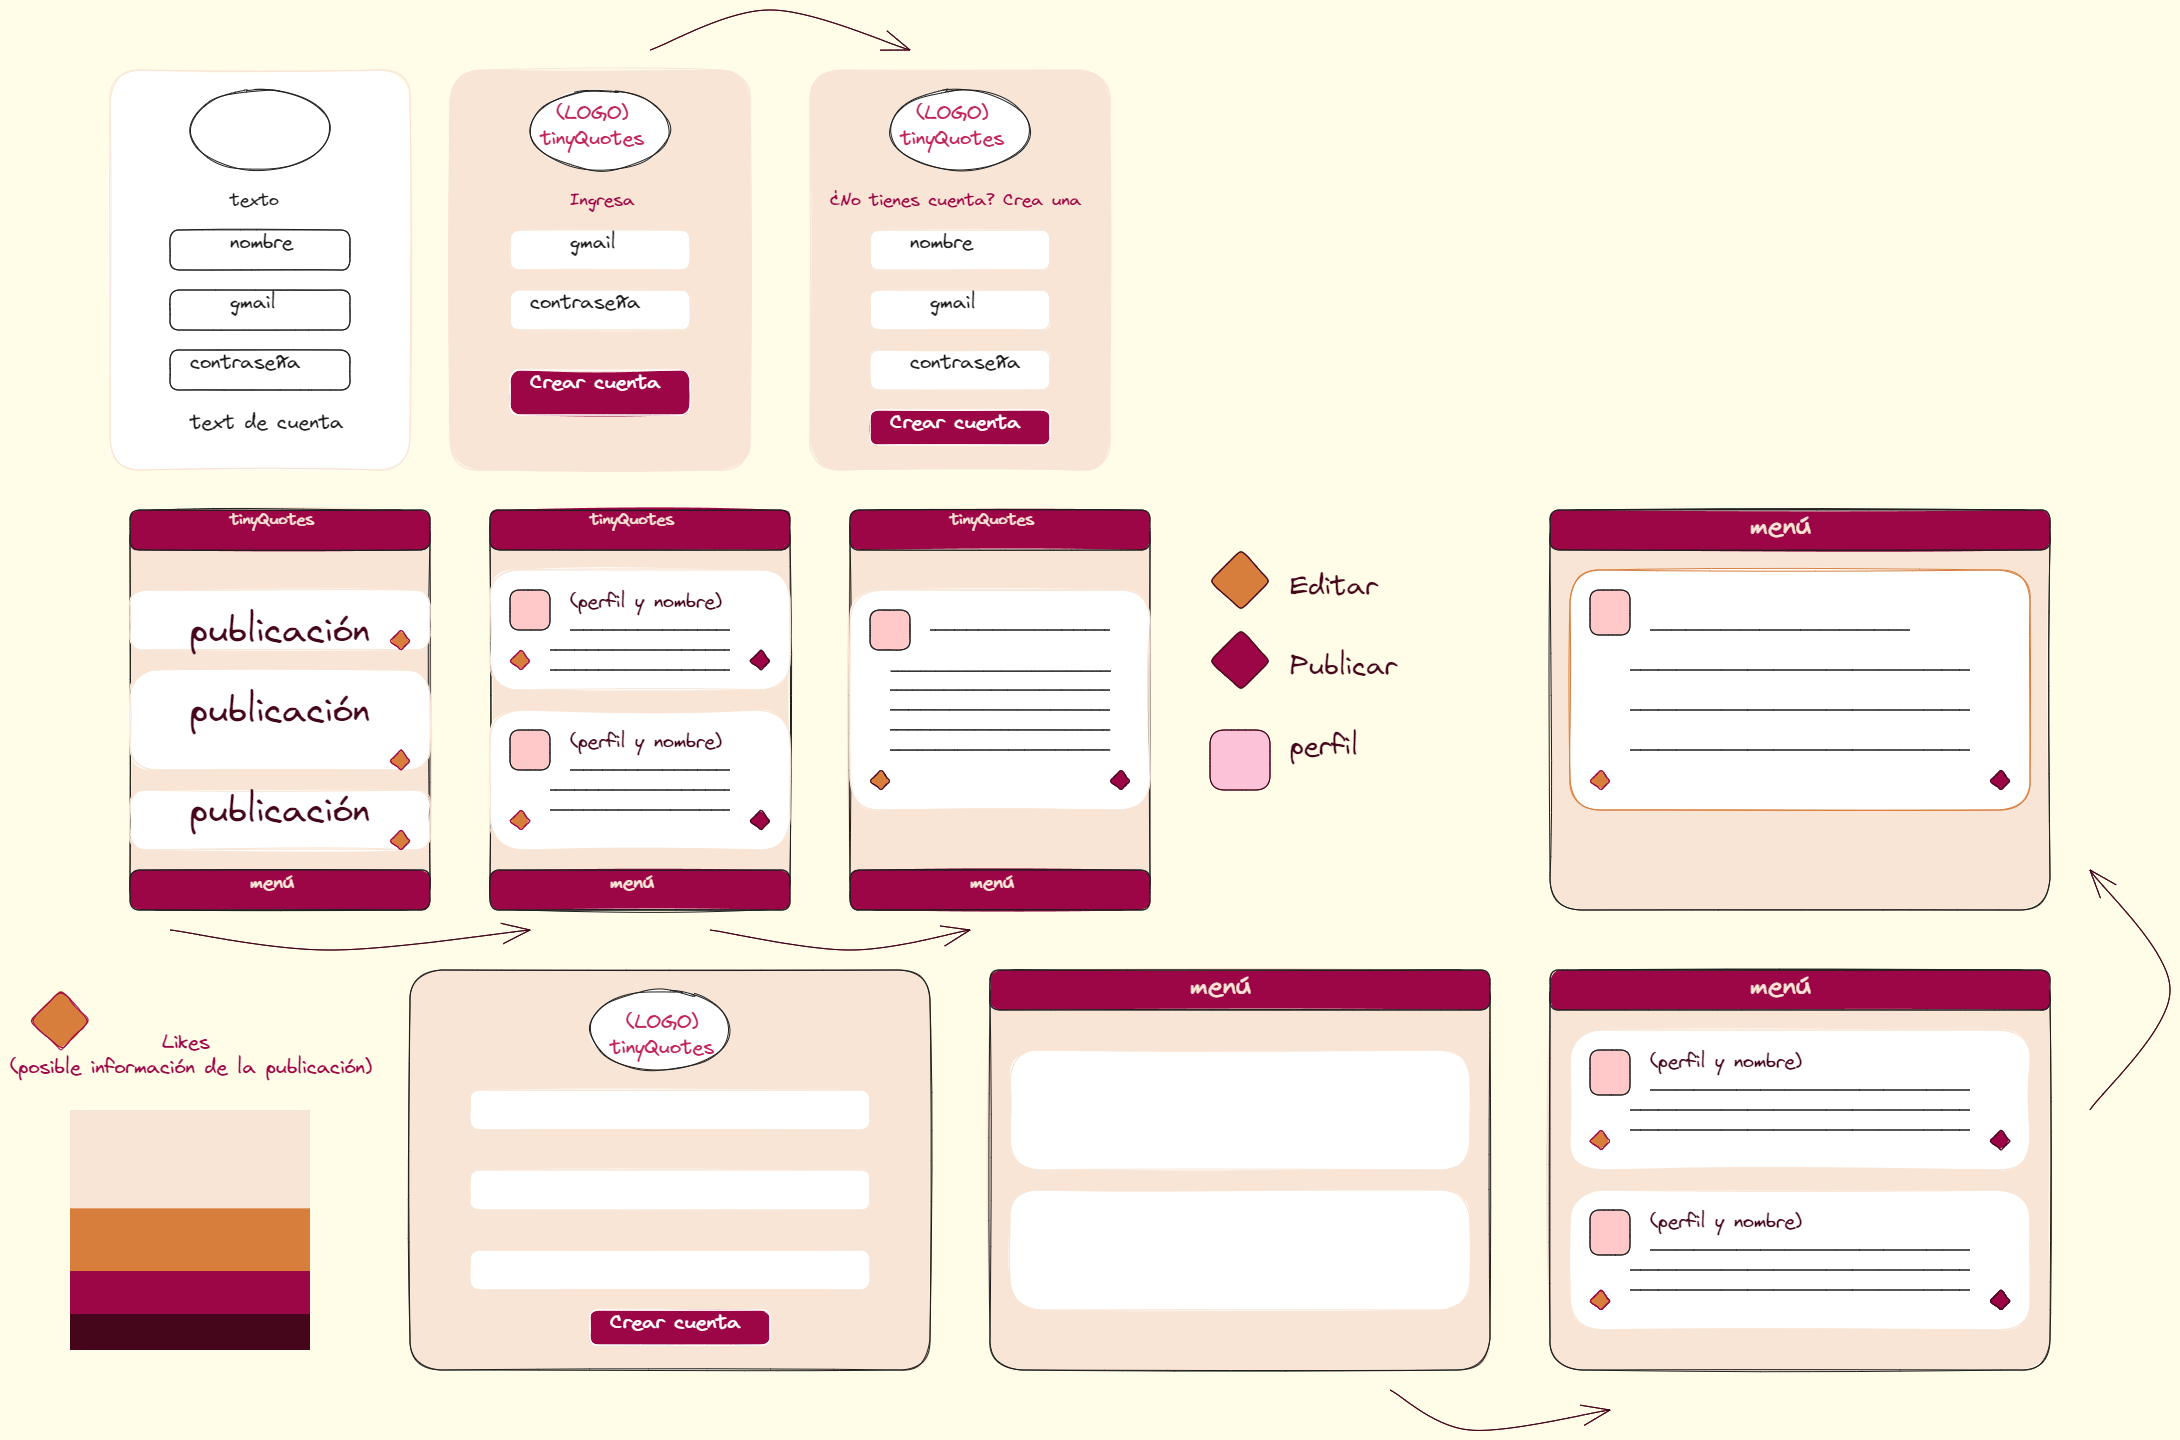 texto
nombre
gmail
contraseña
text de cuenta
(LOGO)
tinyQuotes
Ingresa
gmail
contraseña
Crear cuenta
(LOGO)
tinyQuotes
¿No tienes cuenta? Crea una
nombre
gmail
contraseña
Crear cuenta
tinyQuotes
publicación
publicación
publicación
menú
tinyQuotes
(perfil y nombre)
(perfil y nombre)
menú
tinyQuotes
menú
Editar
Publicar
perfil
menú
Likes
(posible información de la publicación)
(LOGO)
tinyQuotes
Crear cuenta
menú
menú
(perfil y nombre)
(perfil y nombre)